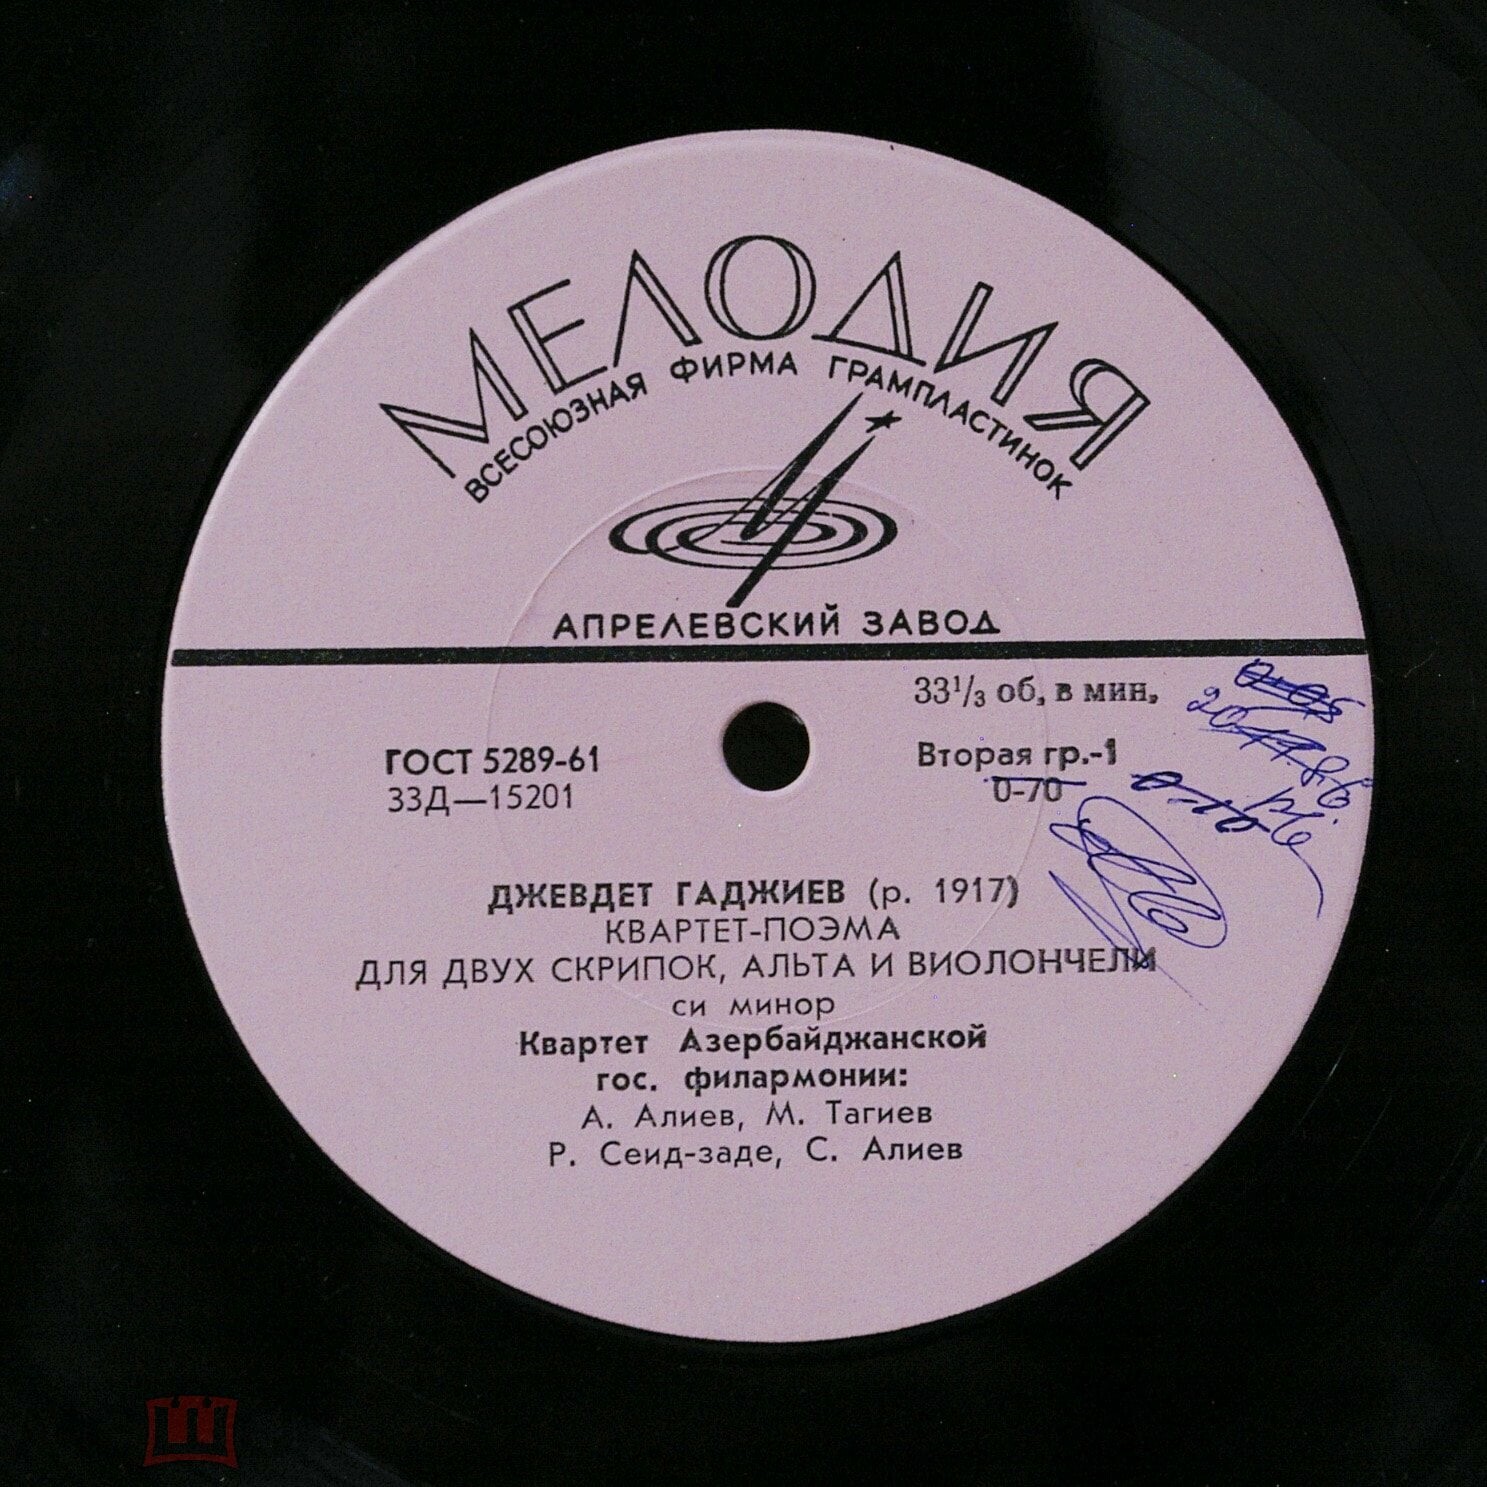 МЕЛОДИЯ
ВСЕСОЮЗНАЯ ФИРМА ГРАМПЛАСТИНОК
АПРЕЛЕВСКИЙ ЗАВОД
33¹/₃ об. в мин.
ГОСТ 5289-61
33Д—15201
Вторая гр.-1
0-70
0-10
ДЖЕВДЕТ ГАДЖИЕВ (р. 1917)
КВАРТЕТ-ПОЭМА
ДЛЯ ДВУХ СКРИПОК, АЛЬТА И ВИОЛОНЧЕЛИ
си минор
Квартет Азербайджанской
гос. филармонии:
А. Алиев, М. Тагиев
Р. Сеид-заде, С. Алиев